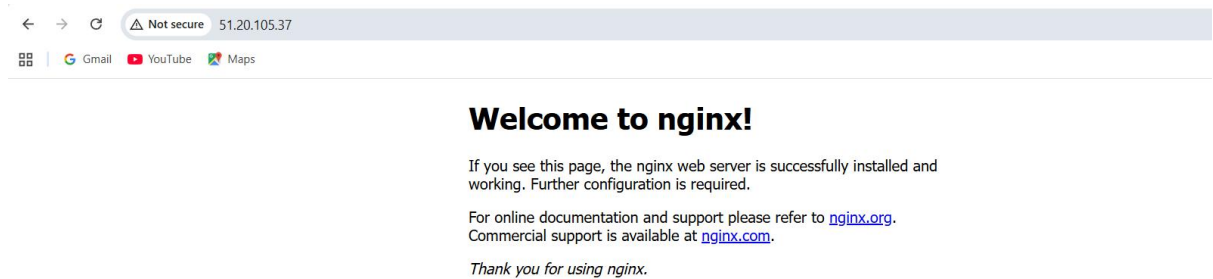 Not secure 51.20.105.37
Gmail YouTube Maps
Welcome to nginx!
If you see this page, the nginx web server is successfully installed and
working. Further configuration is required.
For online documentation and support please refer to nginx.org.
Commercial support is available at nginx.com.
Thank you for using nginx.